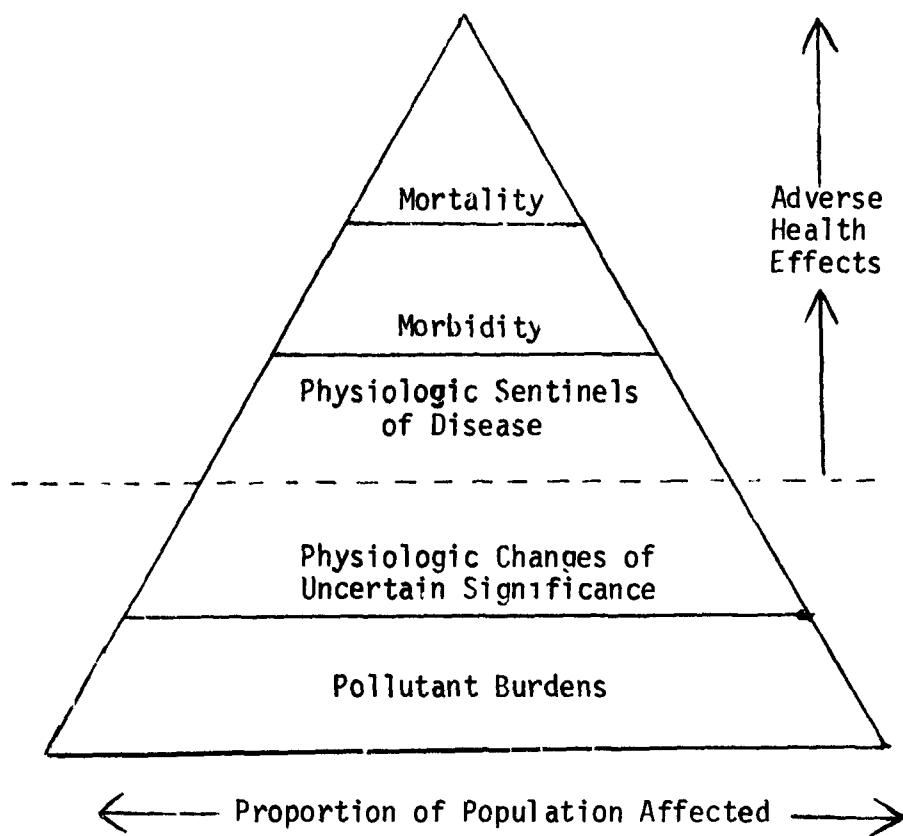 Mortality
Adverse
Health
Effects
Morbidity
Physiologic Sentinels
of Disease
Physiologic Changes of
Uncertain Significance
Pollutant Burdens
Proportion of Population Affected